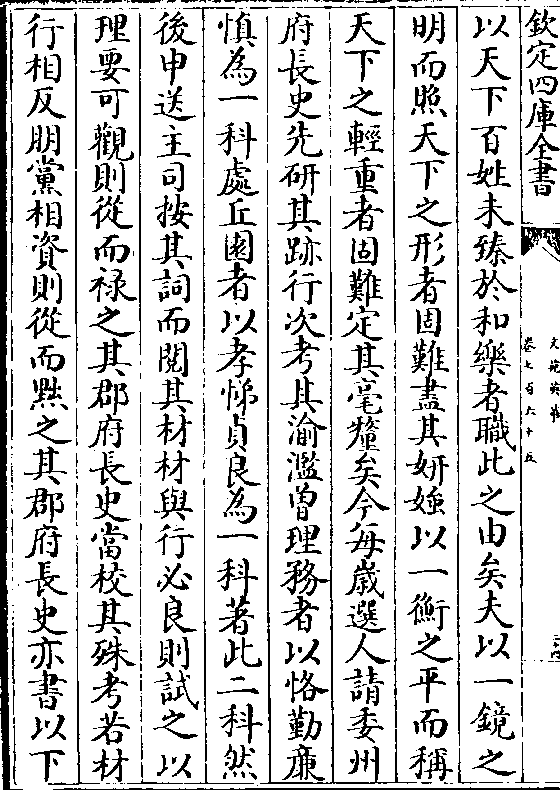 欽定四庫全書
文苑英華
卷七百六十五
以天下百姓未臻於和樂者職此之由矣夫以一鏡之
明而照天下之形者固難盡其妍媸以一衡之平而稱
天下之輕重者固難定其毫釐矣今每歲選人請委州
府長史先研其跡行次考其渝濫曽理務者以恪勤廉
慎為一科處丘園者以孝悌貞良為一科著此二科然
後申送主司按其詞而閲其材材與行必良則試之以
理要可觀則從而禄之其郡府長史當校其殊考若材
行相反朋黨相資則從而黜之其郡府長史亦書以下